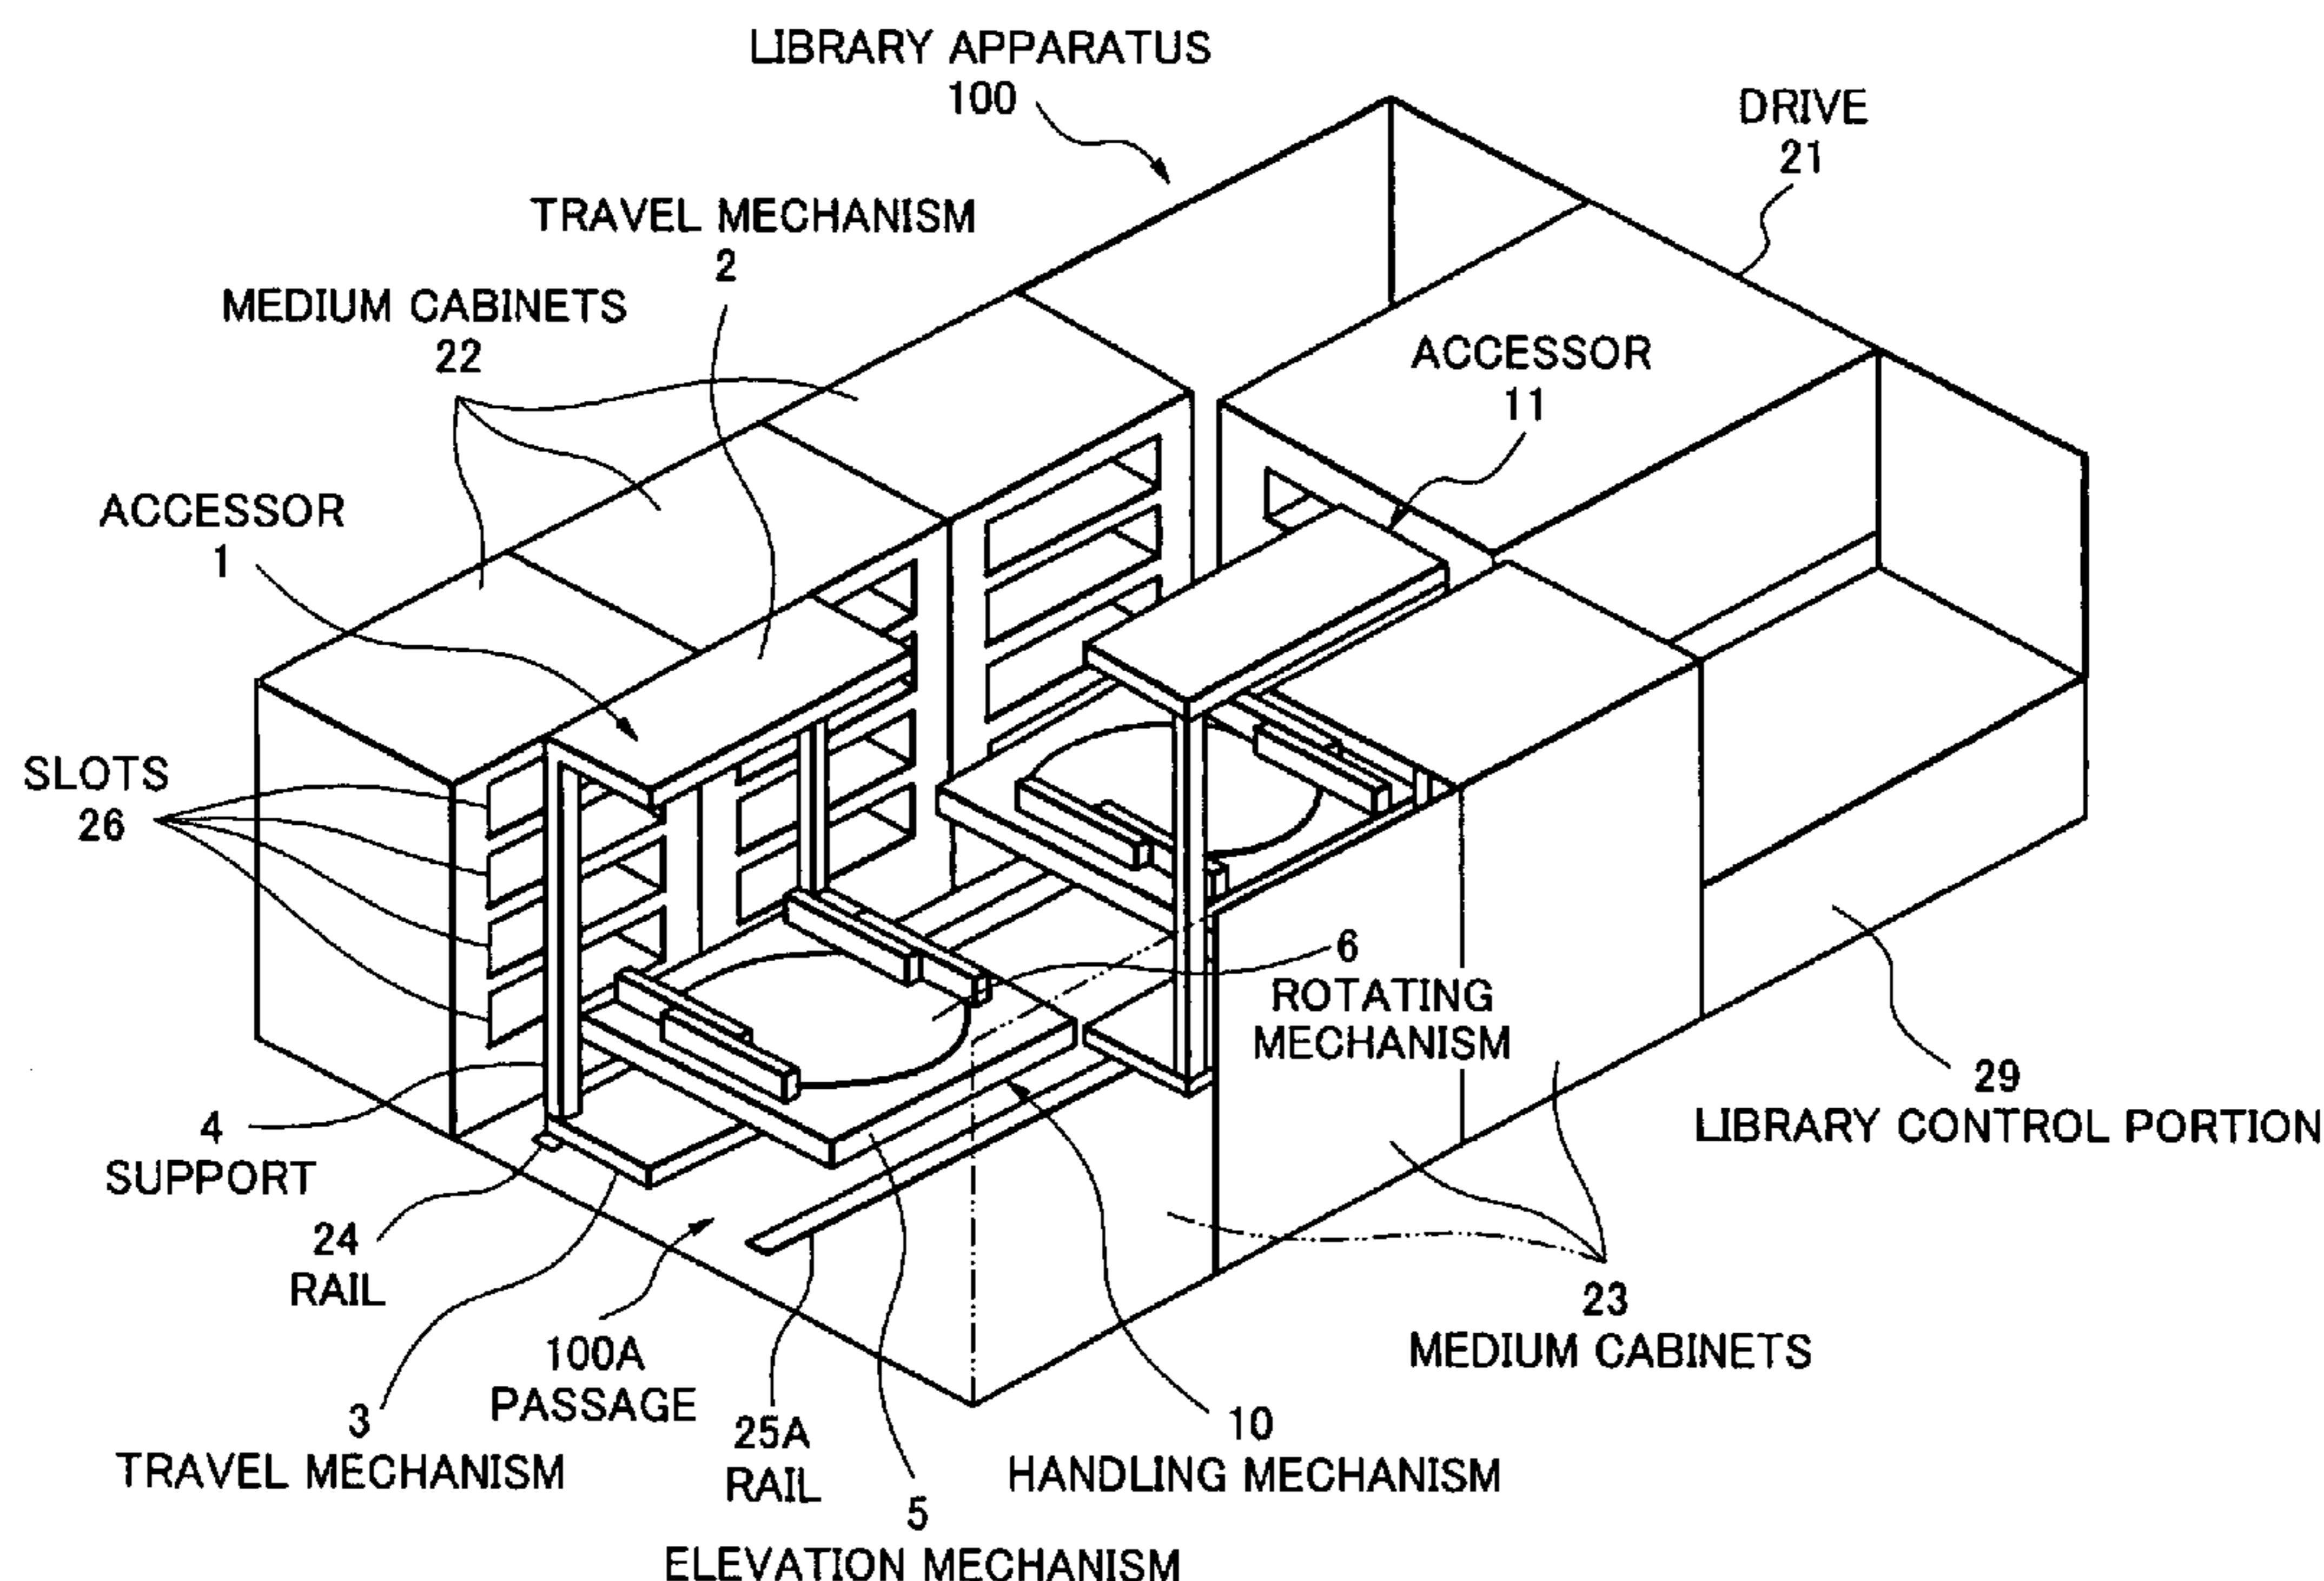 LIBRARY APPARATUS
100
DRIVE
21
TRAVEL MECHANISM
2
MEDIUM CABINETS
22
ACCESSOR
11
ACCESSOR
1
SLOTS
26
6
ROTATING
MECHANISM
29
LIBRARY CONTROL PORTION
4
SUPPORT
24
RAIL
23
MEDIUM CABINETS
100A
PASSAGE
3
TRAVEL MECHANISM
25A
RAIL
10
HANDLING MECHANISM
5
ELEVATION MECHANISM